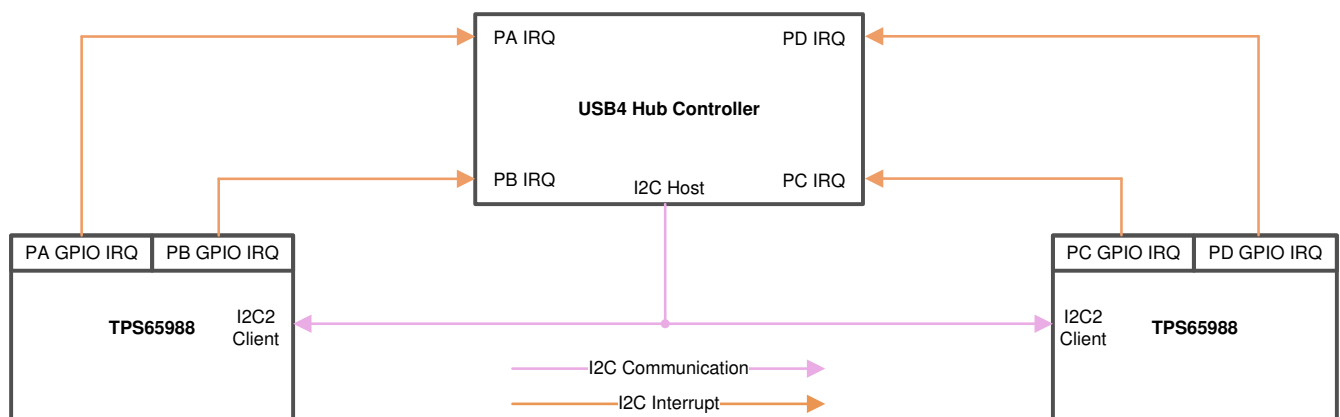 PA IRQ
PD IRQ
USB4 Hub Controller
PB IRQ
I2C Host
PC IRQ
PA GPIO IRQ
PB GPIO IRQ
PC GPIO IRQ
PD GPIO IRQ
TPS65988
I2C2
Client
I2C2
Client
TPS65988
I2C Communication
I2C Interrupt